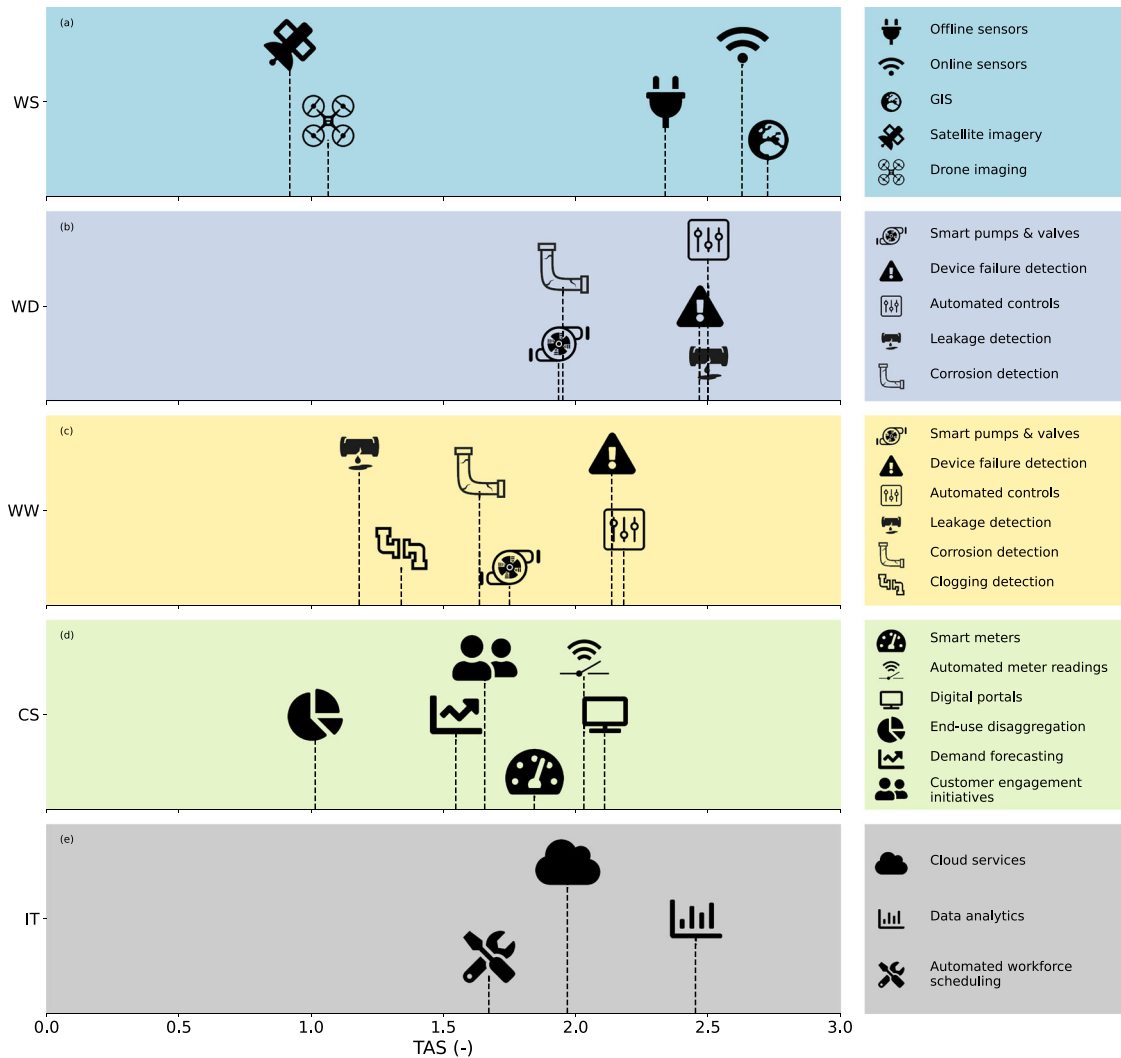 (a)
WS
Offline sensors
Online sensors
GIS
Satellite imagery
Drone imaging
(b)
WD
Smart pumps & valves
Device failure detection
Automated controls
Leakage detection
Corrosion detection
(c)
WW
Smart pumps & valves
Device failure detection
Automated controls
Leakage detection
Corrosion detection
Clogging detection
(d)
CS
Smart meters
Automated meter readings
Digital portals
End-use disaggregation
Demand forecasting
Customer engagement
initiatives
(e)
IT
Cloud services
Data analytics
Automated workforce
scheduling
0.0 0.5 1.0 1.5 2.0 2.5 3.0
TAS (-)